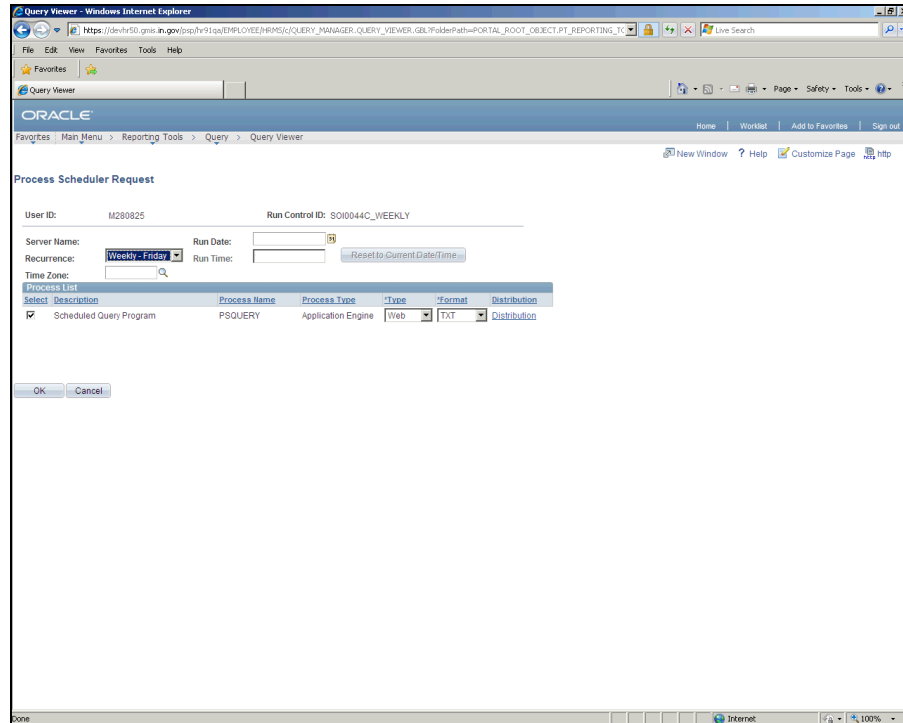 Query Viewer - Windows Internet Explorer
https://devhr50.gmis.in.gov/psp/hr91qa/EMPLOYEE/HRMS/c/QUERY_MANAGER.QUERY_VIEWER.GBL?FolderPath=PORTAL_ROOT_OBJECT.PT_REPORTING_TC Live Search
File Edit View Favorites Tools Help
Favorites
Query Viewer Page Safety Tools
ORACLE
Home | Worklist | Add to Favorites | Sign out
Favorites Main Menu > Reporting Tools > Query > Query Viewer
New Window ? Help Customize Page http
Process Scheduler Request
User ID: M280825 Run Control ID: SOI0044C_WEEKLY
Server Name: Run Date:
Recurrence: Weekly - Friday Run Time: Reset to Current Date/Time
Time Zone:
Process List
Select Description Process Name Process Type *Type *Format Distribution
Scheduled Query Program PSQUERY Application Engine Web TXT Distribution
OK Cancel
Done Internet 100%